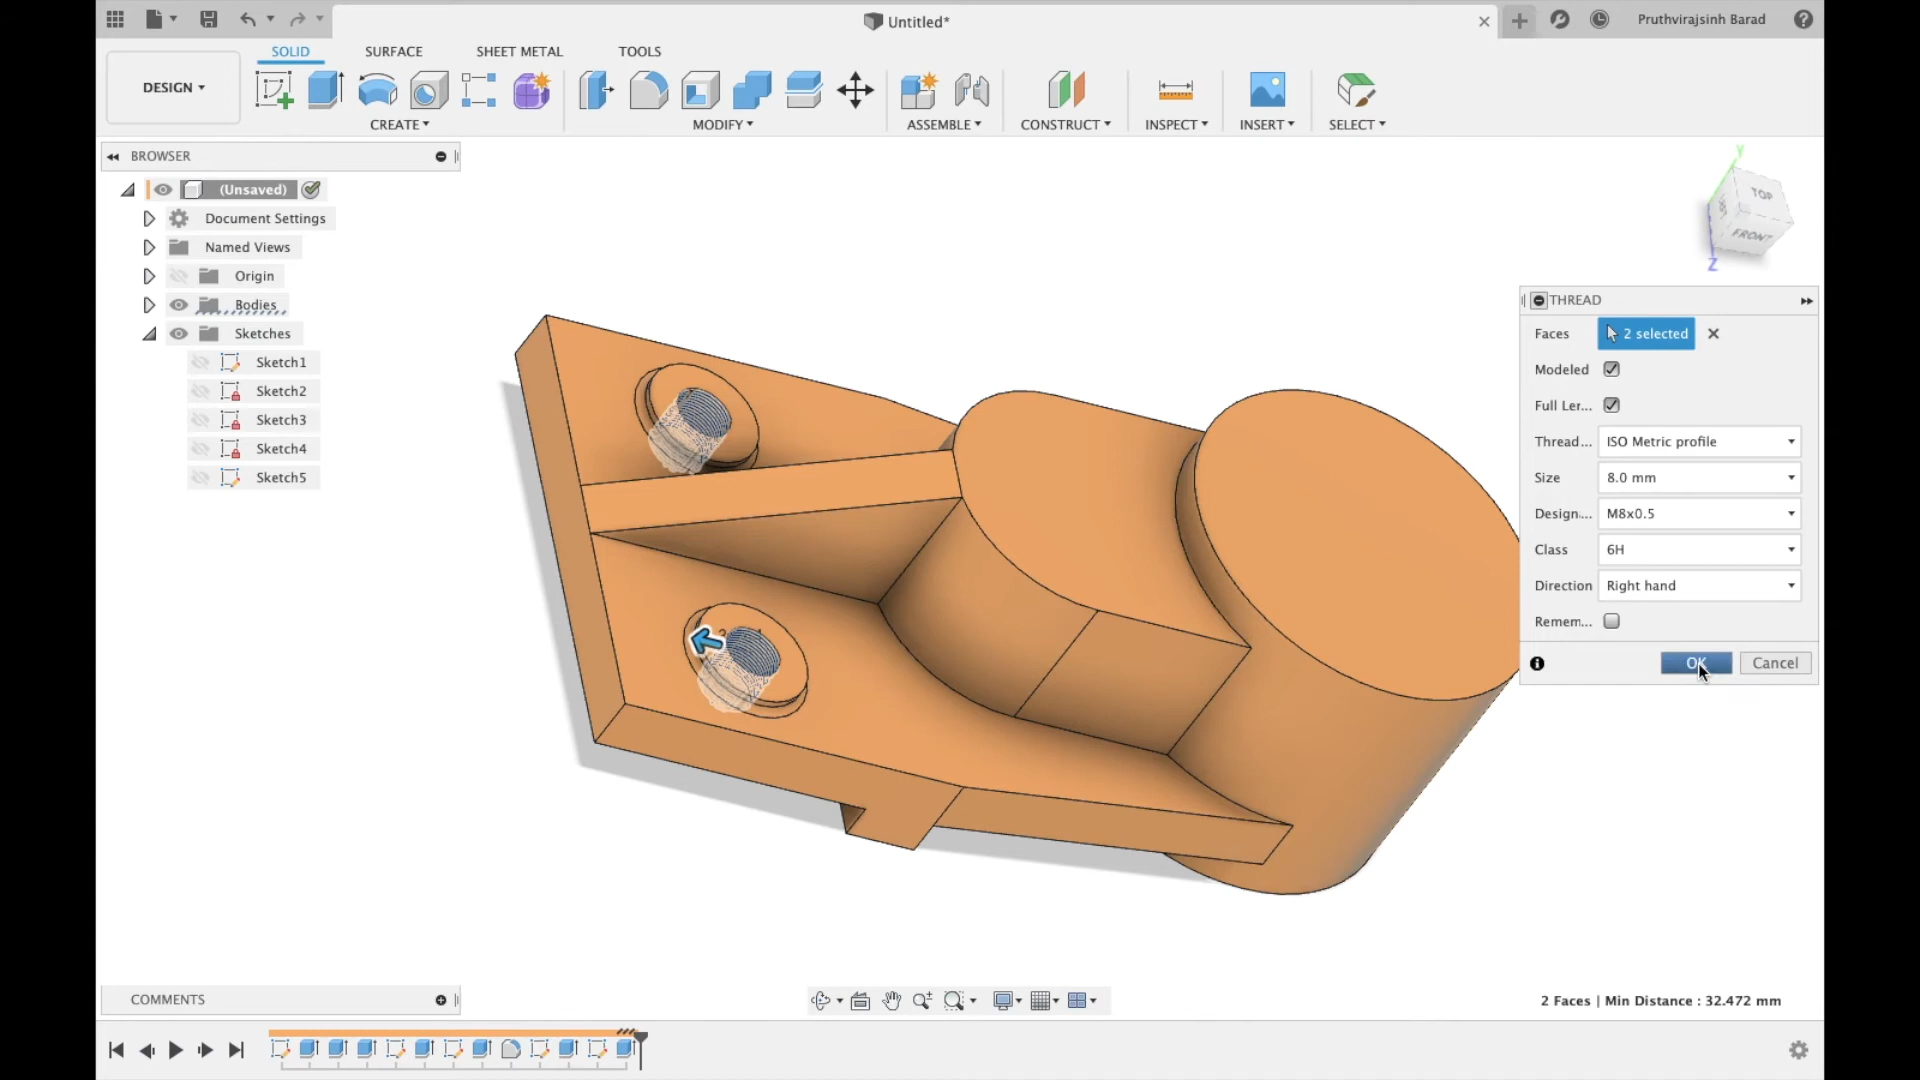 Untitled*
Pruthvirajsinh Barad
DESIGN
SOLID
SURFACE
SHEET METAL
TOOLS
CREATE
MODIFY
ASSEMBLE
CONSTRUCT
INSPECT
INSERT
SELECT
BROWSER
(Unsaved)
Document Settings
Named Views
Origin
Bodies
Sketches
Sketch1
Sketch2
Sketch3
Sketch4
Sketch5
Y
TOP
FRONT
Z
THREAD
Faces 2 selected
Modeled
Full Ler...
Thread... ISO Metric profile
Size 8.0 mm
Design... M8x0.5
Class 6H
Direction Right hand
Remem...
OK Cancel
COMMENTS
2 Faces | Min Distance : 32.472 mm